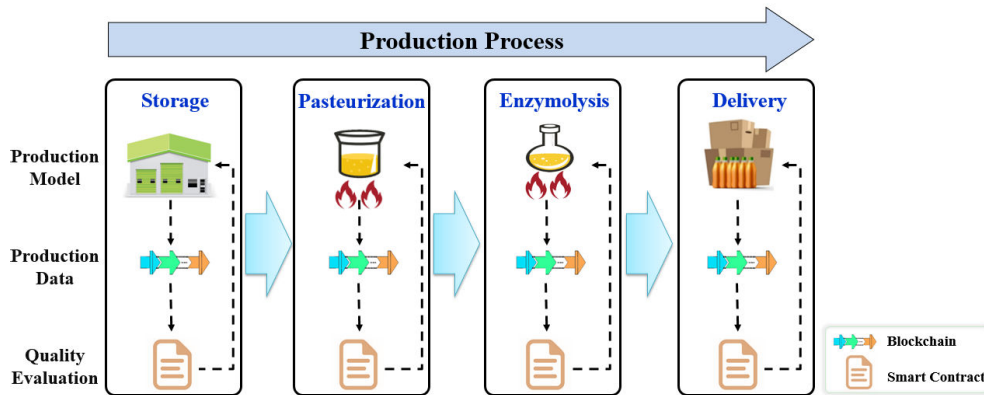 Production Process
Storage
Pasteurization
Enzymolysis
Delivery
Production
Model
Production
Data
Quality
Evaluation
Blockchain
Smart Contract